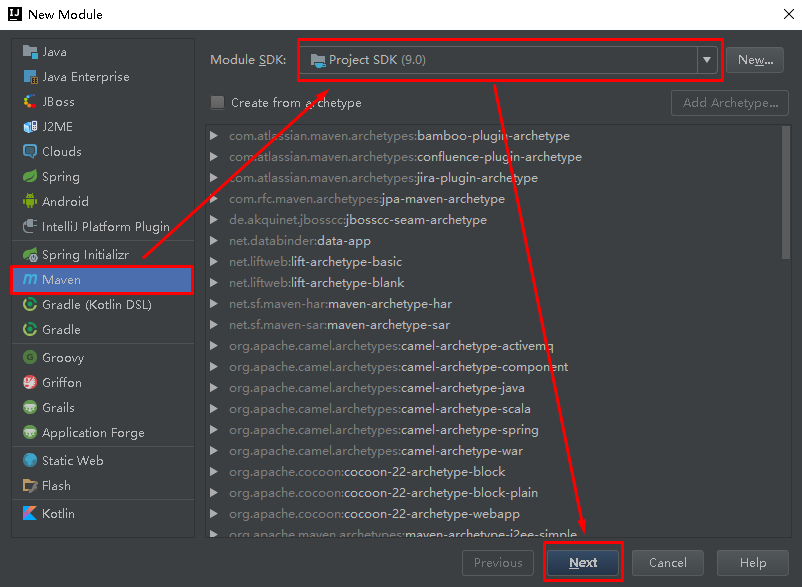 New Module
Java
Java Enterprise
JBoss
J2ME
Clouds
Spring
Android
IntelliJ Platform Plugin
Spring Initializr
Maven
Gradle (Kotlin DSL)
Gradle
Groovy
Griffon
Grails
Application Forge
Static Web
Flash
Kotlin
Module SDK: Project SDK (9.0) New...
Create from archetype Add Archetype...
com.atlassian.maven.archetypes:bamboo-plugin-archetype
com.atlassian.maven.archetypes:confluence-plugin-archetype
com.atlassian.maven.archetypes:jira-plugin-archetype
com.rfc.maven.archetypes:jpa-maven-archetype
de.akquinet.jbosscc:jbosscc-seam-archetype
net.databinder:data-app
net.liftweb:lift-archetype-basic
net.liftweb:lift-archetype-blank
net.sf.maven-har:maven-archetype-har
net.sf.maven-sar:maven-archetype-sar
org.apache.camel.archetypes:camel-archetype-activemq
org.apache.camel.archetypes:camel-archetype-component
org.apache.camel.archetypes:camel-archetype-java
org.apache.camel.archetypes:camel-archetype-scala
org.apache.camel.archetypes:camel-archetype-spring
org.apache.camel.archetypes:camel-archetype-war
org.apache.cocoon:cocoon-22-archetype-block
org.apache.cocoon:cocoon-22-archetype-block-plain
org.apache.cocoon:cocoon-22-archetype-webapp
org.apache.maven.archetypes:maven-archetype-j2ee-simple
Previous Next Cancel Help